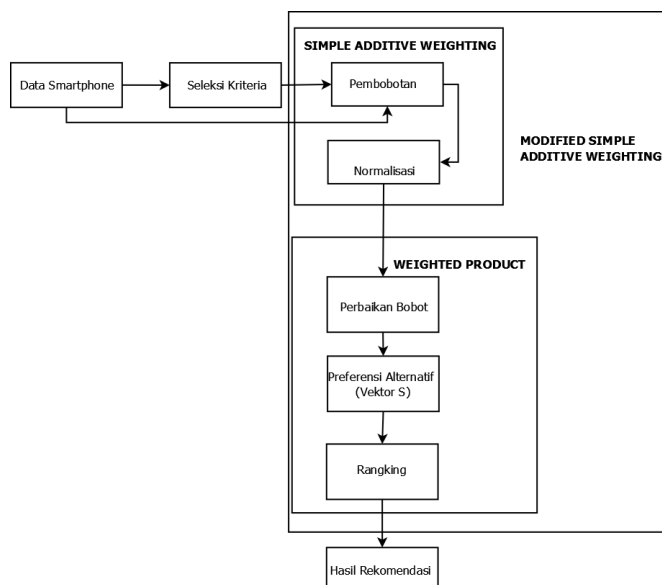 SIMPLE ADDITIVE WEIGHTING
Data Smartphone
Seleksi Kriteria
Pembobotan
MODIFIED SIMPLE
ADDITIVE WEIGHTING
Normalisasi
WEIGHTED PRODUCT
Perbaikan Bobot
Preferensi Alternatif
(Vektor S)
Rangking
Hasil Rekomendasi